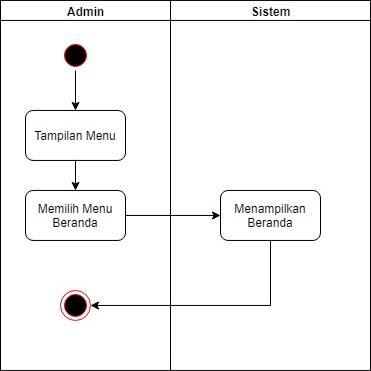 Admin
Sistem
Tampilan Menu
Memilih Menu
Beranda
Menampilkan
Beranda